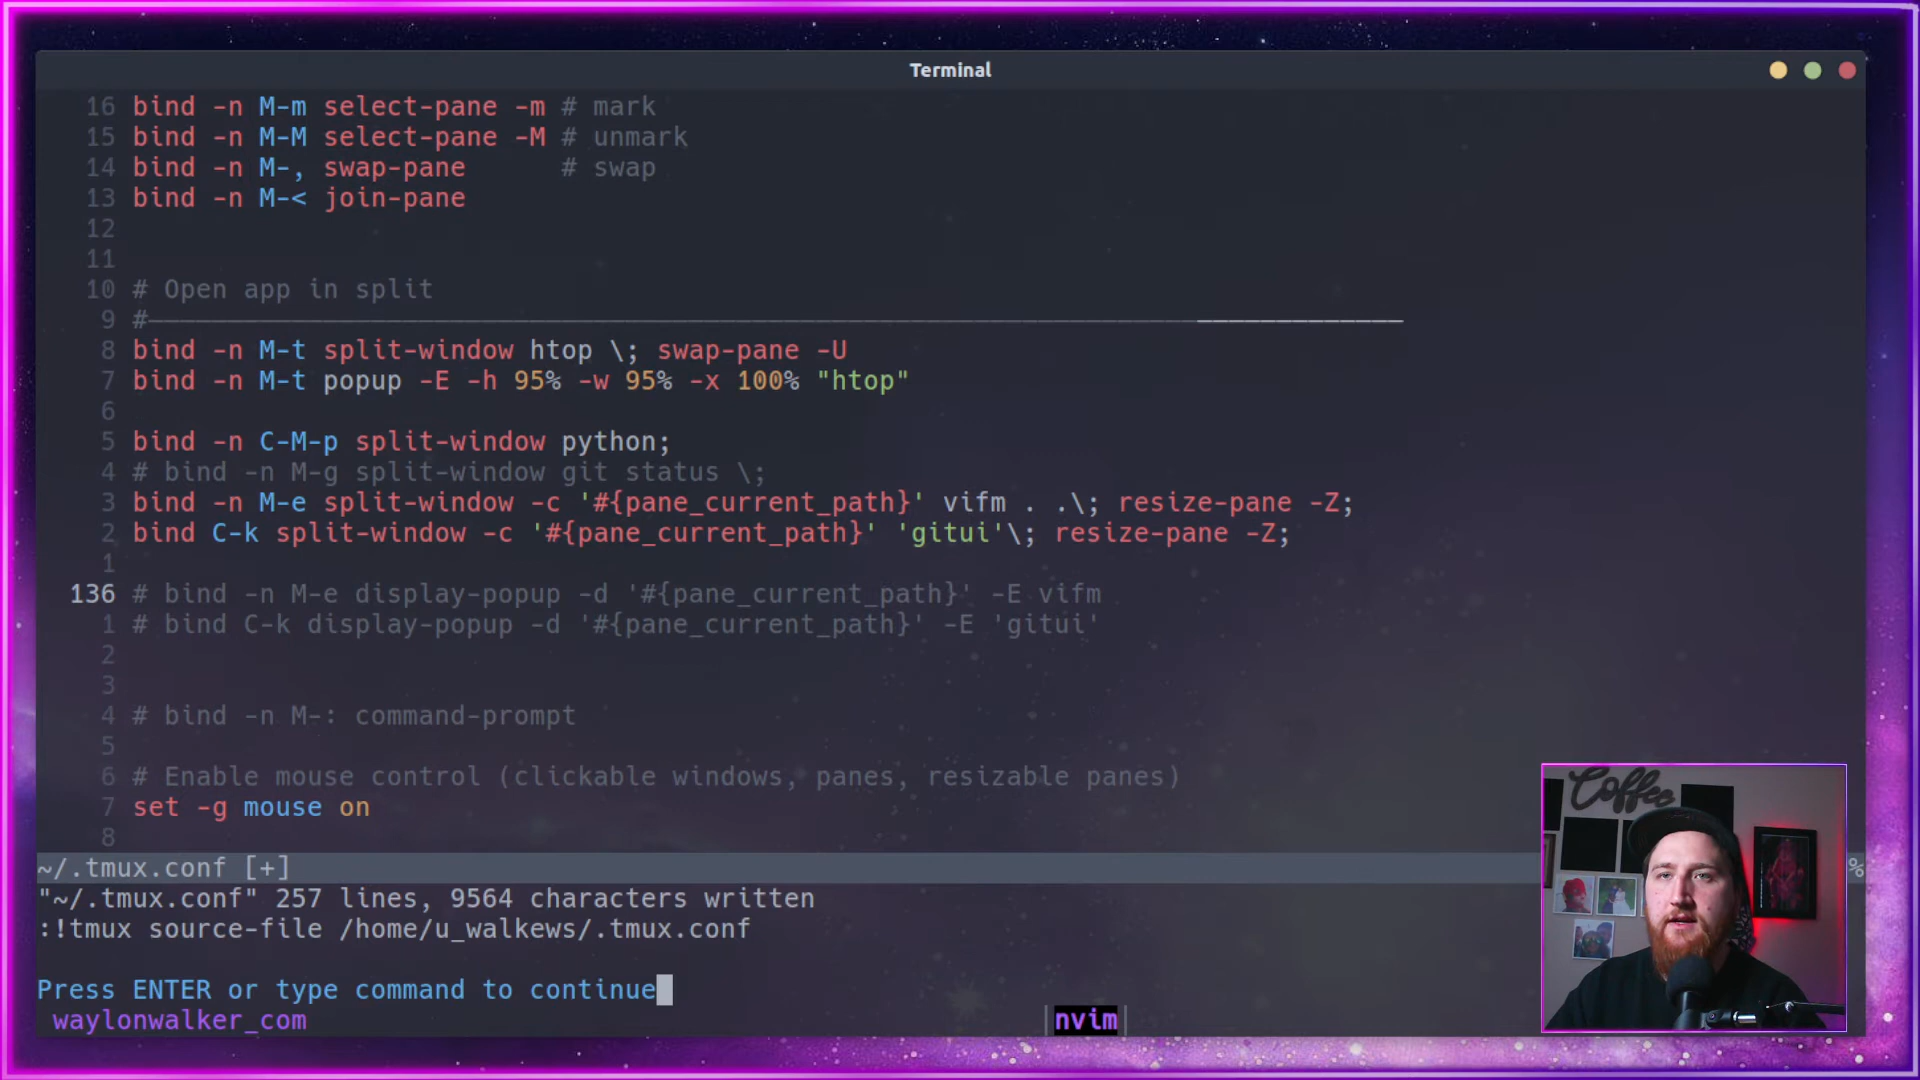 Terminal
16 bind -n M-m select-pane -m # mark
15 bind -n M-M select-pane -M # unmark
14 bind -n M-, swap-pane      # swap
13 bind -n M-< join-pane
12
11
10 # Open app in split
9 #──────────────────────────────
8 bind -n M-t split-window htop \; swap-pane -U
7 bind -n M-t popup -E -h 95% -w 95% -x 100% "htop"
6
5 bind -n C-M-p split-window python;
4 # bind -n M-g split-window git status \;
3 bind -n M-e split-window -c '#{pane_current_path}' vifm . .\; resize-pane -Z;
2 bind C-k split-window -c '#{pane_current_path}' 'gitui'\; resize-pane -Z;
1
136 # bind -n M-e display-popup -d '#{pane_current_path}' -E vifm
1 # bind C-k display-popup -d '#{pane_current_path}' -E 'gitui'
2
3
4 # bind -n M-: command-prompt
5
6 # Enable mouse control (clickable windows, panes, resizable panes)
7 set -g mouse on
8
~/.tmux.conf [+] %
"~/.tmux.conf" 257 lines, 9564 characters written
:!tmux source-file /home/u_walkews/.tmux.conf
Press ENTER or type command to continue
waylonwalker_com |nvim|
Coffee